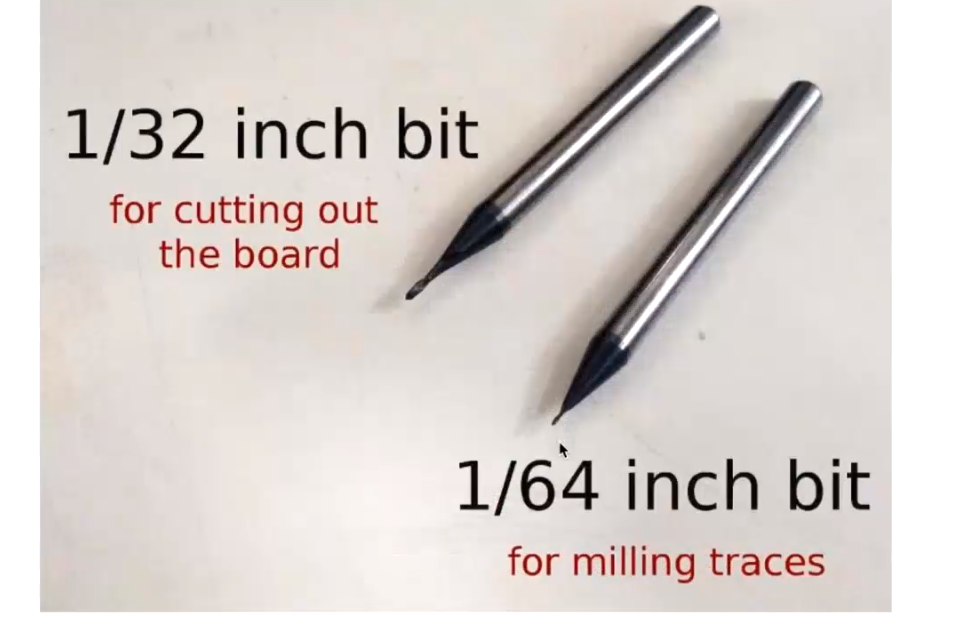 1/32 inch bit
for cutting out
the board
1/64 inch bit
for milling traces